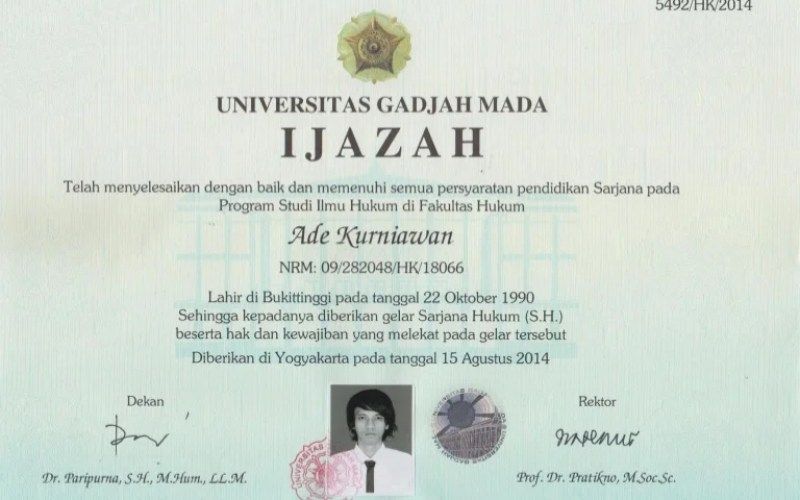 5492/HK/2014
UNIVERSITAS GADJAH MADA
IJAZAH
Telah menyelesaikan dengan baik dan memenuhi semua persyaratan pendidikan Sarjana pada
Program Studi Ilmu Hukum di Fakultas Hukum
Ade Kurniawan
NRM: 09/282048/HK/18066
Lahir di Bukittinggi pada tanggal 22 Oktober 1990
Sehingga kepadanya diberikan gelar Sarjana Hukum (S.H.)
beserta hak dan kewajiban yang melekat pada gelar tersebut
Diberikan di Yogyakarta pada tanggal 15 Agustus 2014
Dekan
Rektor
UNIVERSITAS
Dr. Paripurna, S.H., M.Hum., LL.M.
Prof. Dr. Pratikno, M.Soc.Sc.